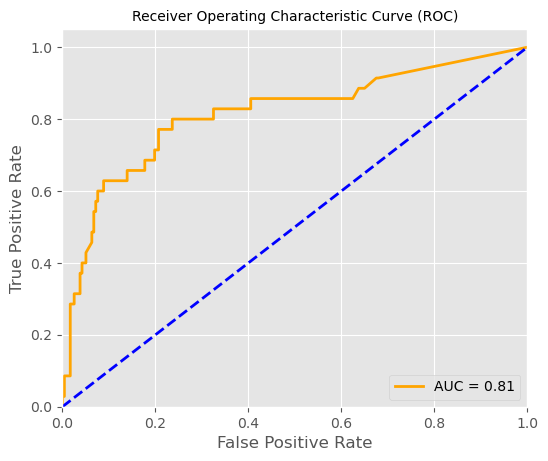 Receiver Operating Characteristic Curve (ROC)
True Positive Rate
1.0
0.8
0.6
0.4
0.2
0.0
0.0 0.2 0.4 0.6 0.8 1.0
False Positive Rate
AUC = 0.81